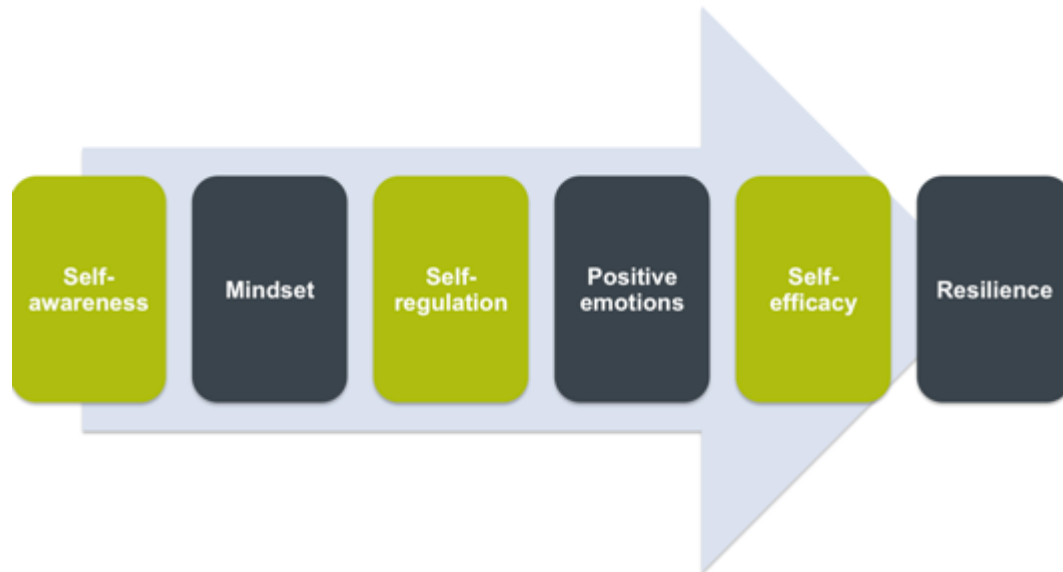 Self-
awareness
Mindset
Self-
regulation
Positive
emotions
Self-
efficacy
Resilience